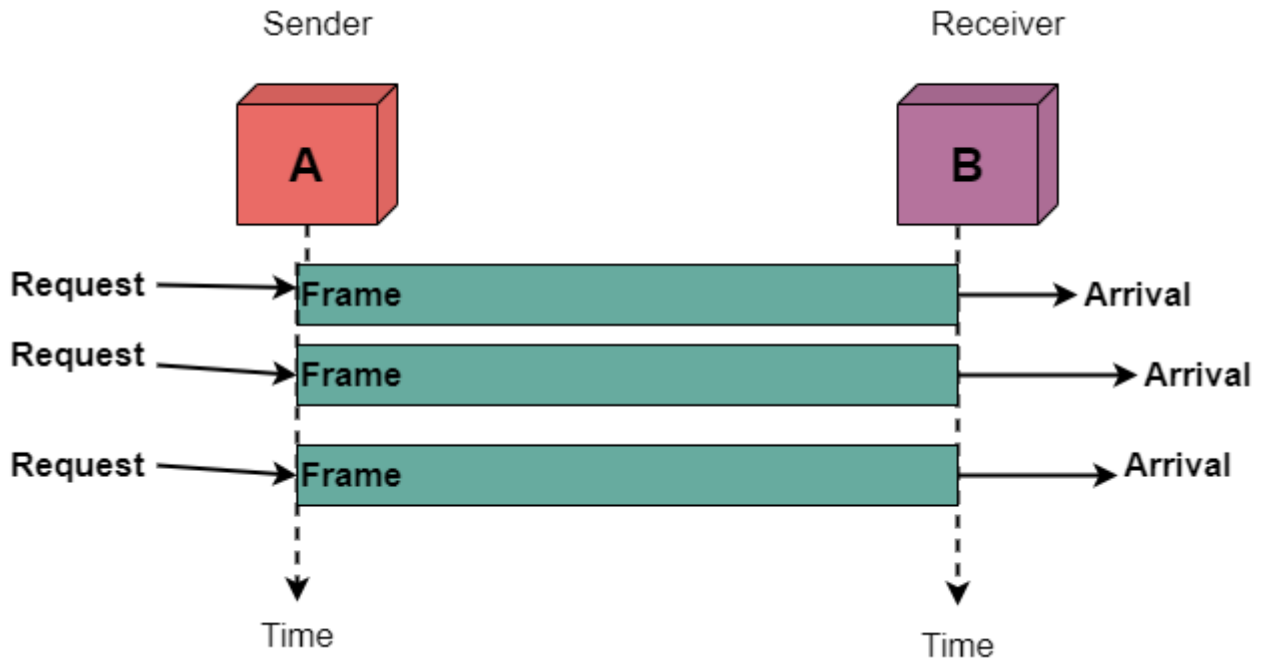 Sender
Receiver
A
B
Request
Frame
Arrival
Request
Frame
Arrival
Request
Frame
Arrival
Time
Time